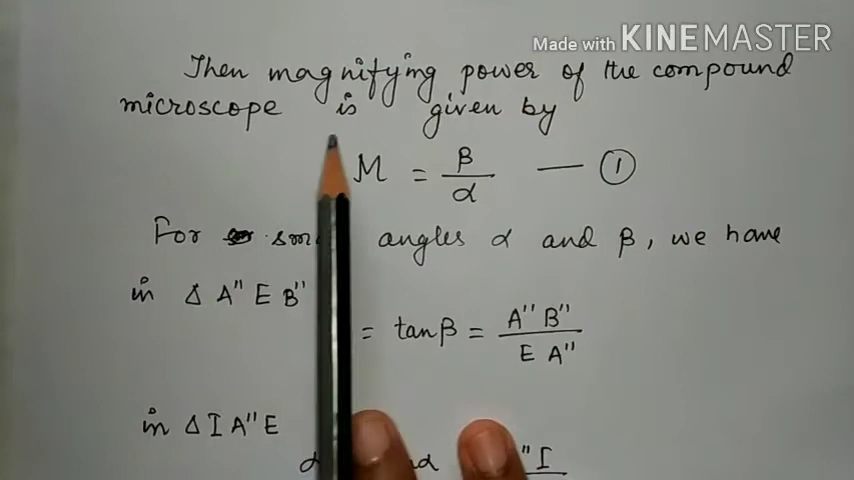 Made with KINEMASTER
Then magnifying power of the compound
microscope is given by
M = β/α — ①
For small angles α and β, we have
in Δ A" E B"
= tanβ = A" B" / E A"
in Δ I A" E
α " I